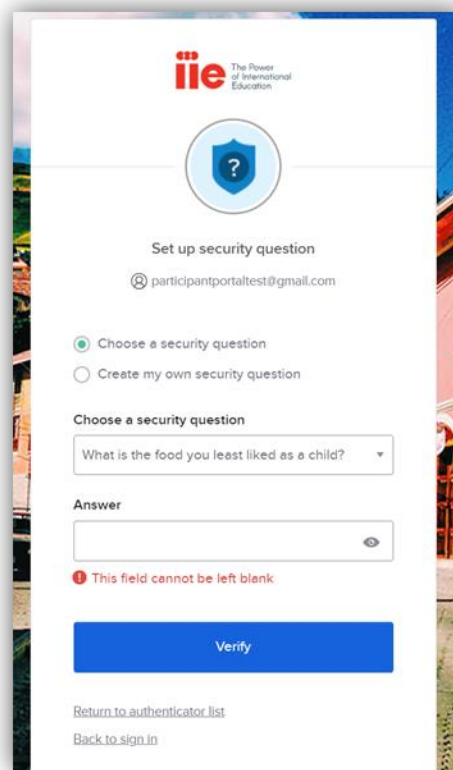 iie
The Power
of International
Education
?
Set up security question
participantportaltest@gmail.com
Choose a security question
Create my own security question
Choose a security question
What is the food you least liked as a child?
Answer
This field cannot be left blank
Verify
Return to authenticator list
Back to sign in